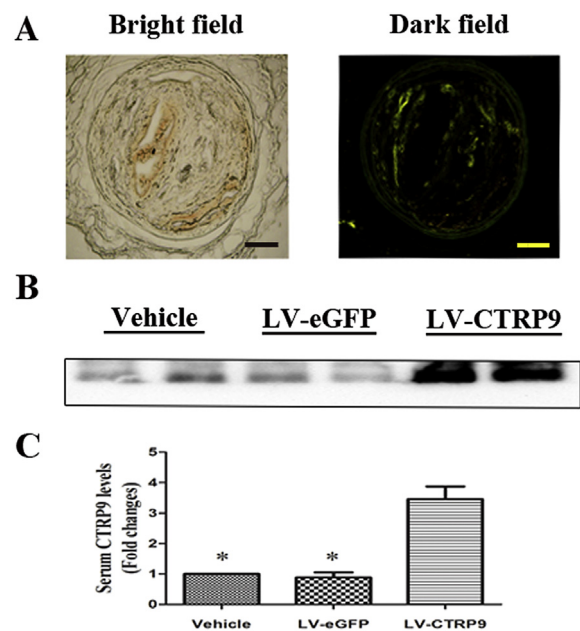 A
Bright field Dark field
B
Vehicle LV-eGFP LV-CTRP9
C
Serum CTRP9 levels
(Fold changes)
5
4
3
2
1
0
* *
Vehicle LV-eGFP LV-CTRP9